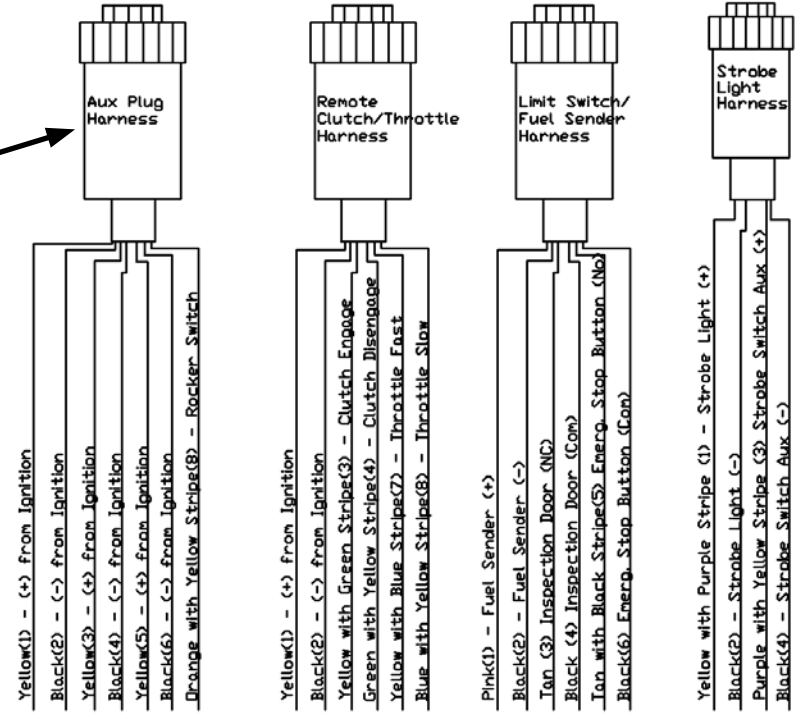 Aux Plug
Harness
Yellow(1) - (+) from Ignition
Black(2) - (-) from Ignition
Yellow(3) - (+) from Ignition
Black(4) - (-) from Ignition
Yellow(5) - (+) from Ignition
Black(6) - (-) from Ignition
Orange with Yellow Stripe(8) - Rocker Switch
Remote
Clutch/Throttle
Harness
Yellow(1) - (+) from Ignition
Black(2) - (-) from Ignition
Yellow with Green Stripe(3) - Clutch Engage
Green with Yellow Stripe(4) - Clutch Disengage
Yellow with Blue Stripe(7) - Throttle Fast
Blue with Yellow Stripe(8) - Throttle Slow
Limit Switch/
Fuel Sender
Harness
Pink(1) - Fuel Sender (+)
Black(2) - Fuel Sender (-)
Tan (3) Inspection Door (NC)
Black (4) Inspection Door (Com)
Tan with Black Stripe(5) Emerg. Stop Button (No)
Black(6) Emerg. Stop Button (Com)
Strobe
Light
Harness
Yellow with Purple Stripe (1) - Strobe Light (+)
Black(2) - Strobe Light (-)
Purple with Yellow Stripe (3) Strobe Switch Aux (+)
Black(4) - Strobe Switch Aux (-)